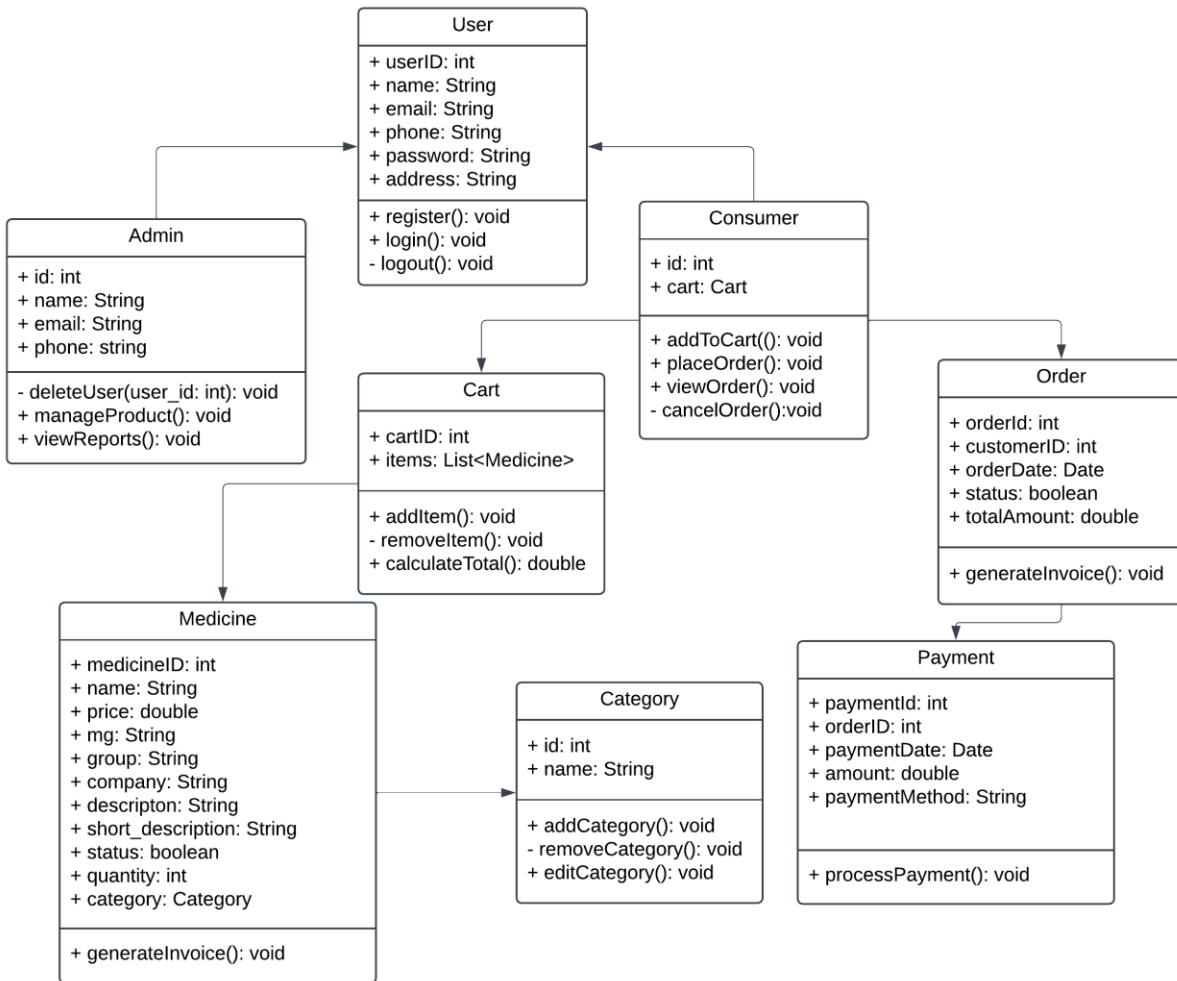 User
+ userID: int
+ name: String
+ email: String
+ phone: String
+ password: String
+ address: String
+ register(): void
+ login(): void
- logout(): void
Admin
+ id: int
+ name: String
+ email: String
+ phone: string
- deleteUser(user_id: int): void
+ manageProduct(): void
+ viewReports(): void
Consumer
+ id: int
+ cart: Cart
+ addToCart((): void
+ placeOrder(): void
+ viewOrder(): void
- cancelOrder():void
Cart
+ cartID: int
+ items: List<Medicine>
+ addItem(): void
- removeItem(): void
+ calculateTotal(): double
Order
+ orderId: int
+ customerID: int
+ orderDate: Date
+ status: boolean
+ totalAmount: double
+ generateInvoice(): void
Medicine
+ medicineID: int
+ name: String
+ price: double
+ mg: String
+ group: String
+ company: String
+ descripton: String
+ short_description: String
+ status: boolean
+ quantity: int
+ category: Category
+ generateInvoice(): void
Category
+ id: int
+ name: String
+ addCategory(): void
- removeCategory(): void
+ editCategory(): void
Payment
+ paymentId: int
+ orderID: int
+ paymentDate: Date
+ amount: double
+ paymentMethod: String
+ processPayment(): void